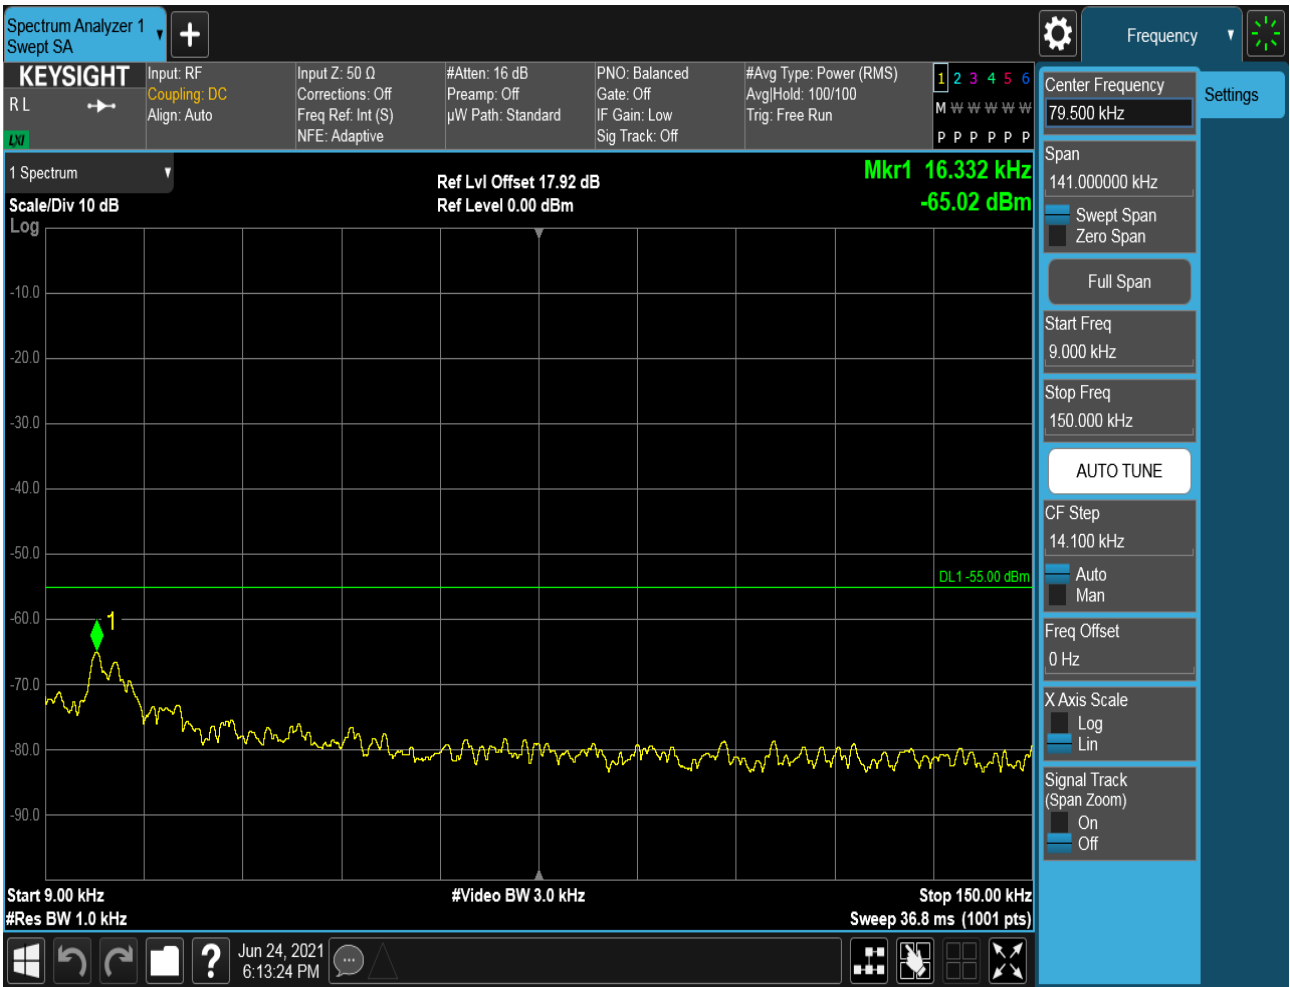 Spectrum Analyzer 1
Swept SA
Frequency
KEYSIGHT
R L
LXI
Input: RF
Coupling: DC
Align: Auto
Input Z: 50 Ω
Corrections: Off
Freq Ref: Int (S)
NFE: Adaptive
#Atten: 16 dB
Preamp: Off
µW Path: Standard
PNO: Balanced
Gate: Off
IF Gain: Low
Sig Track: Off
#Avg Type: Power (RMS)
Avg|Hold: 100/100
Trig: Free Run
1 2 3 4 5 6
M W W W W W
P P P P P P
1 Spectrum
Scale/Div 10 dB
Log
Ref Lvl Offset 17.92 dB
Ref Level 0.00 dBm
Mkr1 16.332 kHz
-65.02 dBm
-10.0
-20.0
-30.0
-40.0
-50.0
DL1 -55.00 dBm
-60.0
1
-70.0
-80.0
-90.0
Start 9.00 kHz
#Video BW 3.0 kHz
Stop 150.00 kHz
#Res BW 1.0 kHz
Sweep 36.8 ms (1001 pts)
Center Frequency
79.500 kHz
Settings
Span
141.000000 kHz
Swept Span
Zero Span
Full Span
Start Freq
9.000 kHz
Stop Freq
150.000 kHz
AUTO TUNE
CF Step
14.100 kHz
Auto
Man
Freq Offset
0 Hz
X Axis Scale
Log
Lin
Signal Track
(Span Zoom)
On
Off
?
Jun 24, 2021
6:13:24 PM